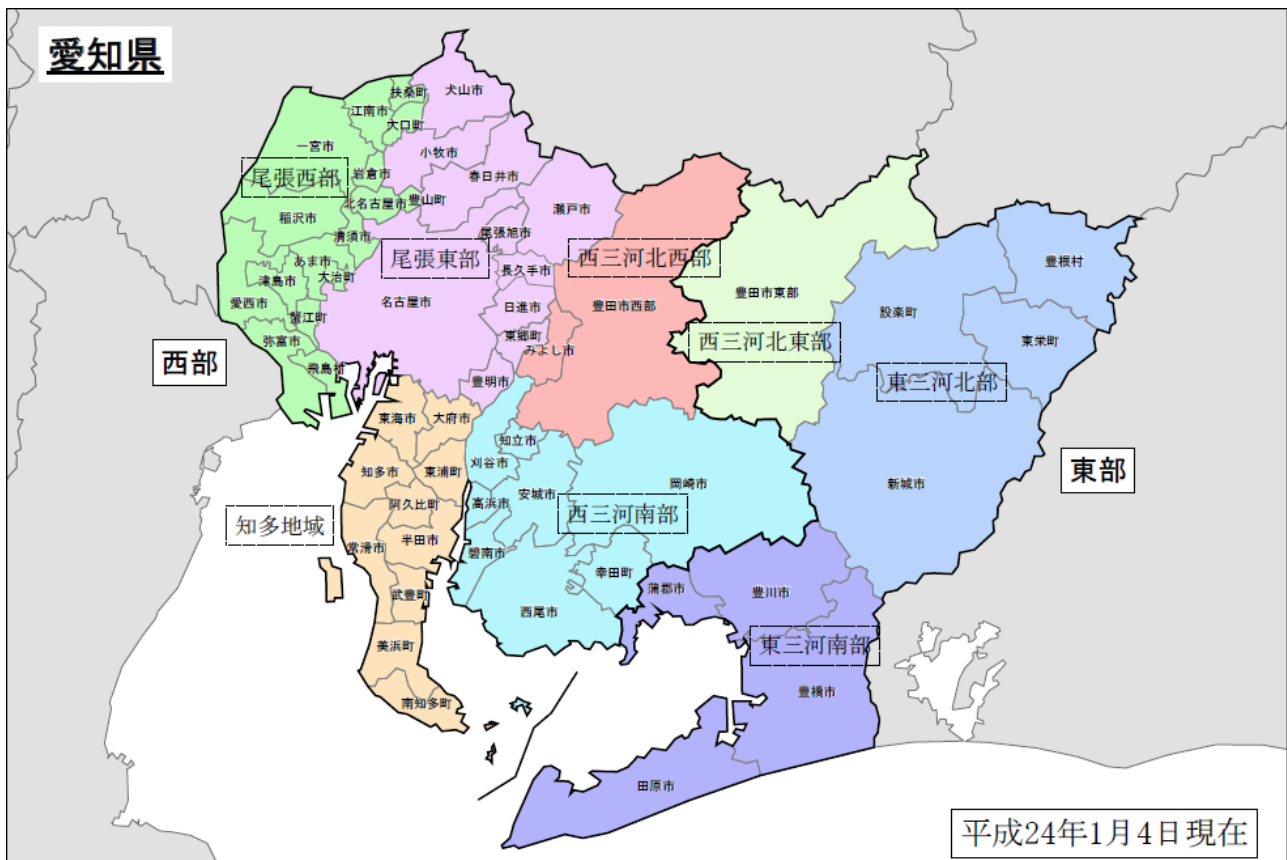 愛知県
扶桑町
犬山市
江南市
大口町
一宮市
小牧市
尾張西部
岩倉市
春日井市
北名古屋市
豊山町
瀬戸市
稲沢市
清須市
尾張旭市
尾張東部
西三河北西部
豊根村
あま市
長久手市
豊田市東部
津島市
大治町
愛西市
名古屋市
日進市
豊田市西部
設楽町
蟹江町
弥富市
東郷町
みよし市
西三河北東部
東栄町
西部
飛島村
豊明市
東三河北部
東海市
大府市
知立市
知多市
東浦町
刈谷市
東部
岡崎市
新城市
安城市
阿久比町
高浜市
西三河南部
知多地域
常滑市
半田市
碧南市
幸田町
蒲郡市
豊川市
武豊町
西尾市
美浜町
東三河南部
南知多町
豊橋市
田原市
平成24年1月4日現在